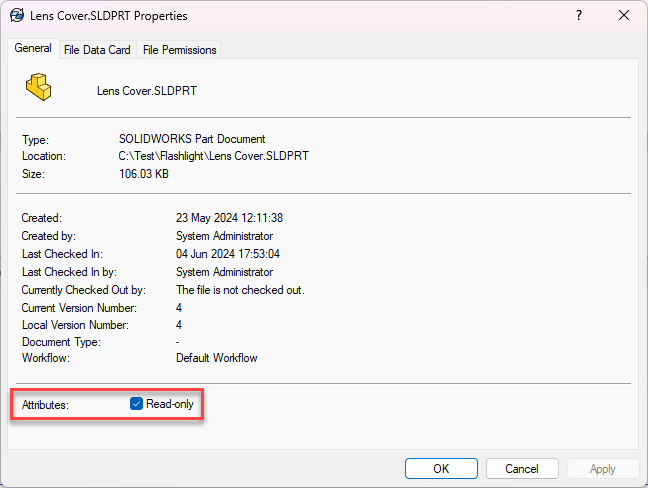 Lens Cover.SLDPRT Properties ?
General File Data Card File Permissions
Lens Cover.SLDPRT
Type: SOLIDWORKS Part Document
Location: C:\Test\Flashlight\Lens Cover.SLDPRT
Size: 106.03 KB
Created: 23 May 2024 12:11:38
Created by: System Administrator
Last Checked In: 04 Jun 2024 17:53:04
Last Checked In by: System Administrator
Currently Checked Out by: The file is not checked out.
Current Version Number: 4
Local Version Number: 4
Document Type: -
Workflow: Default Workflow
Attributes: Read-only
OK Cancel Apply